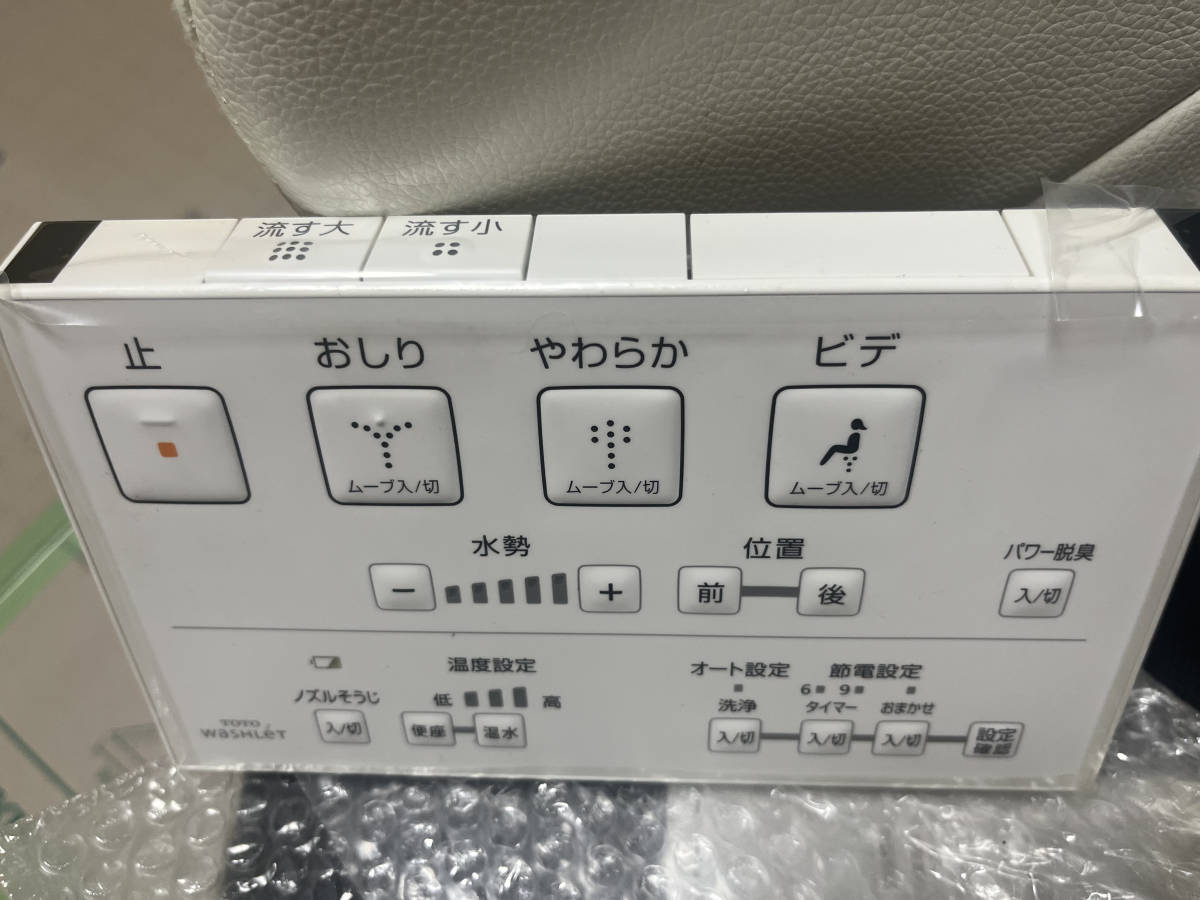 流す大 流す小
止 おしり やわらか ビデ
ムーブ入/切 ムーブ入/切 ムーブ入/切
水勢 位置 パワー脱臭
− + 前 後 入/切
温度設定 オート設定 節電設定
6 9
ノズルそうじ 低 高 洗浄 タイマー おまかせ
TOTO
WASHLET 入/切 便座 温水 入/切 入/切 入/切 設定
確認